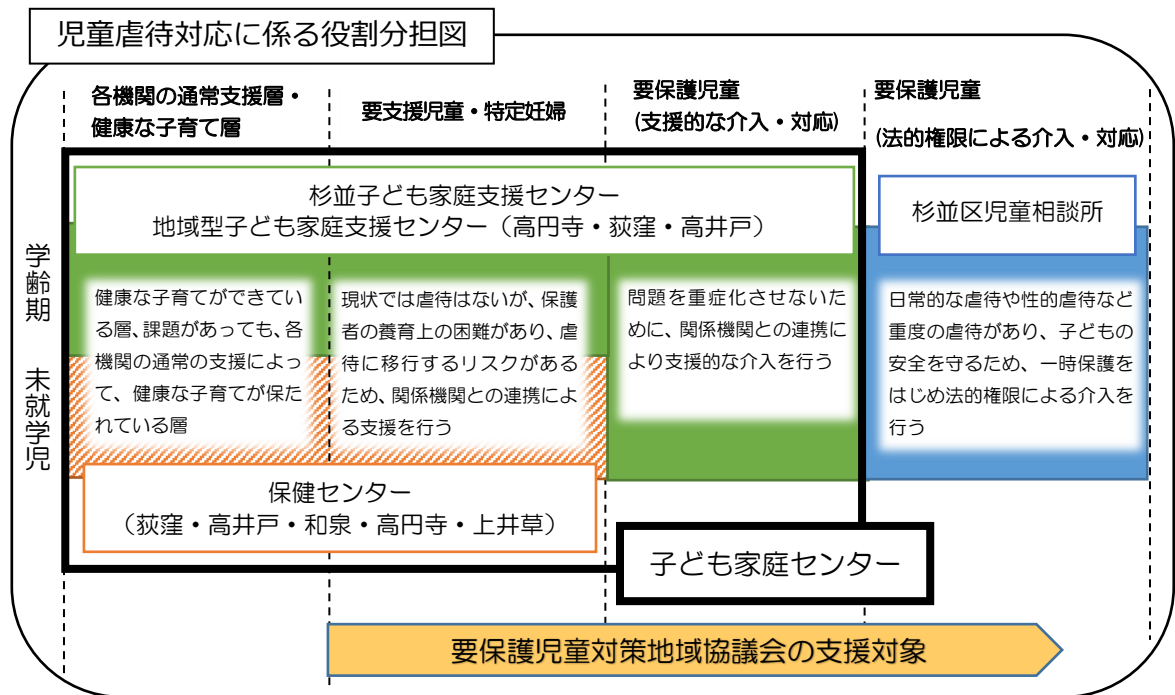 児童虐待対応に係る役割分担図
各機関の通常支援層・
健康な子育て層
要支援児童・特定妊婦
要保護児童
(支援的な介入・対応)
要保護児童
(法的権限による介入・対応)
杉並子ども家庭支援センター
地域型子ども家庭支援センター（高円寺・荻窪・高井戸）
杉並区児童相談所
学齢期
未就学児
健康な子育てができてい
る層、課題があっても、各
機関の通常の支援によっ
て、健康な子育てが保た
れている層
現状では虐待はないが、保護
者の養育上の困難があり、虐
待に移行するリスクがある
ため、関係機関との連携によ
る支援を行う
問題を重症化させないた
めに、関係機関との連携に
より支援的な介入を行う
日常的な虐待や性的虐待など
重度の虐待があり、子どもの
安全を守るため、一時保護を
はじめ法的権限による介入を
行う
保健センター
（荻窪・高井戸・和泉・高円寺・上井草）
子ども家庭センター
要保護児童対策地域協議会の支援対象